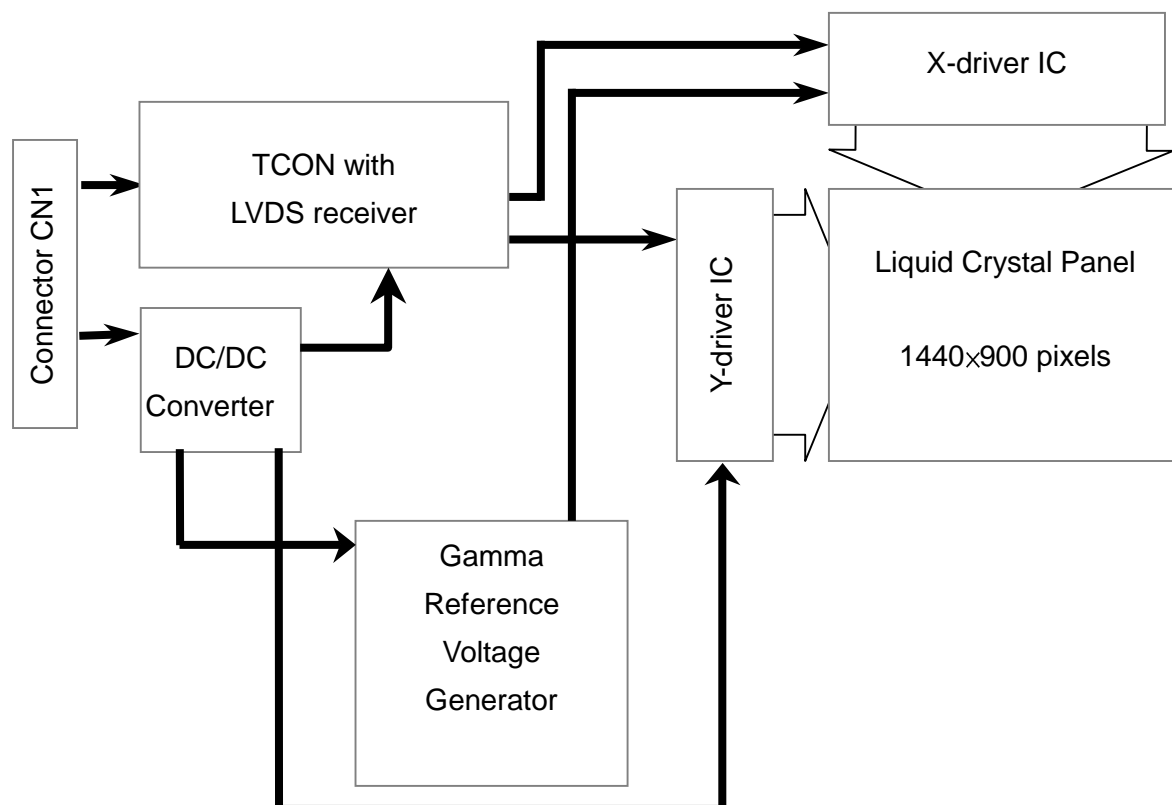 X-driver IC
TCON with
LVDS receiver
Connector CN1
Y-driver IC
Liquid Crystal Panel
1440×900 pixels
DC/DC
Converter
Gamma
Reference
Voltage
Generator